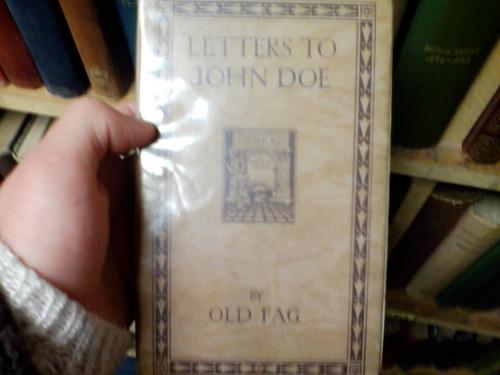 LETTERS TO
JOHN DOE
BY
OLD FAG